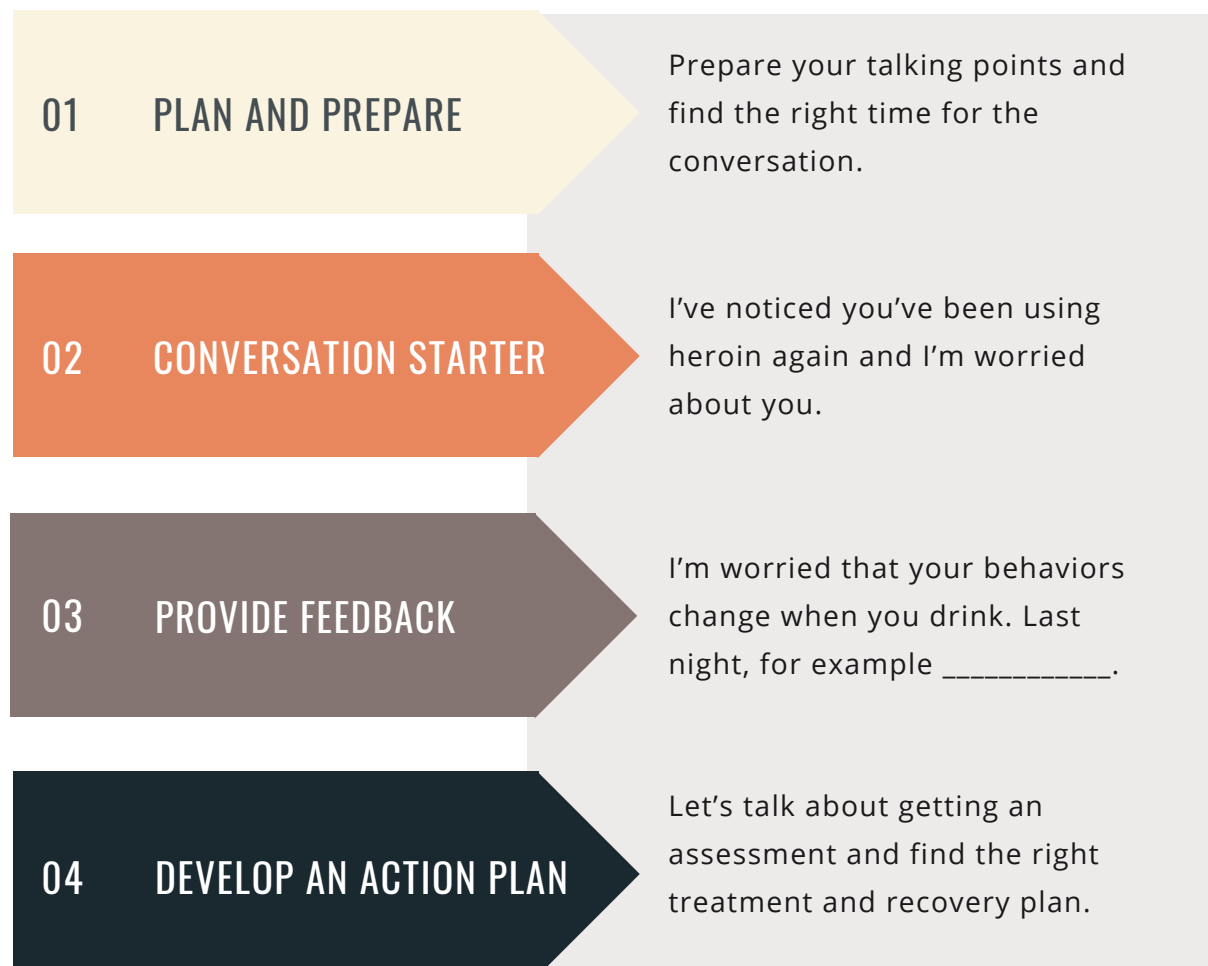 01 PLAN AND PREPARE
Prepare your talking points and
find the right time for the
conversation.
02 CONVERSATION STARTER
I’ve noticed you’ve been using
heroin again and I’m worried
about you.
03 PROVIDE FEEDBACK
I’m worried that your behaviors
change when you drink. Last
night, for example ____________.
04 DEVELOP AN ACTION PLAN
Let’s talk about getting an
assessment and find the right
treatment and recovery plan.